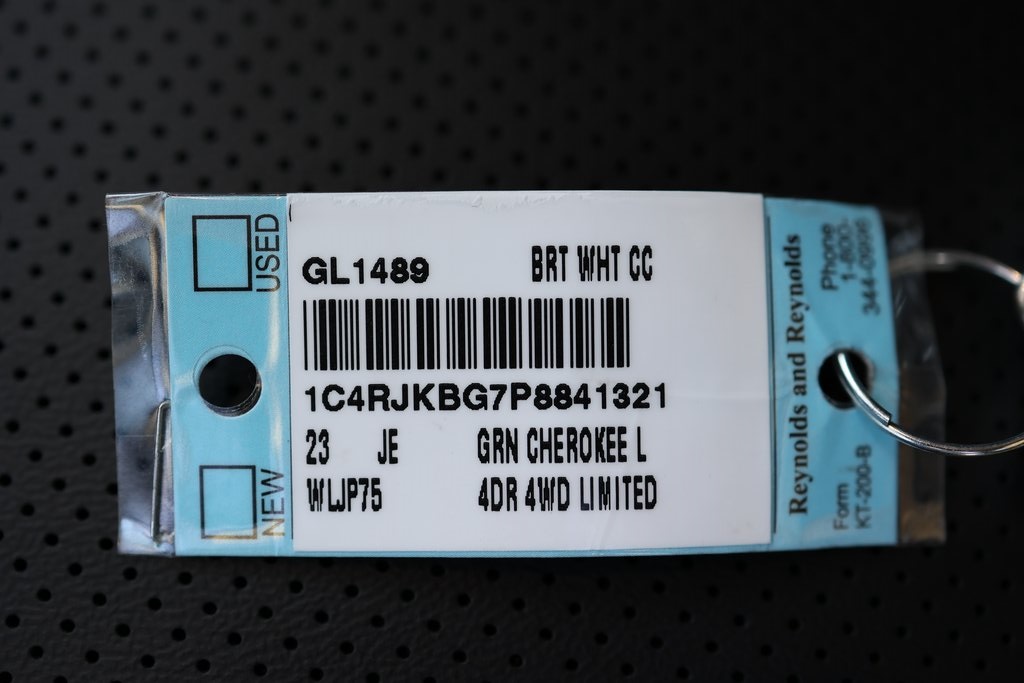 USED
NEW
GL1489 BRT WHT CC
1C4RJKBG7P8841321
23 JE GRN CHEROKEE L
WLJP75 4DR 4WD LIMITED
Reynolds and Reynolds
Phone
1-800-
344-0996
Form
KT-200-B